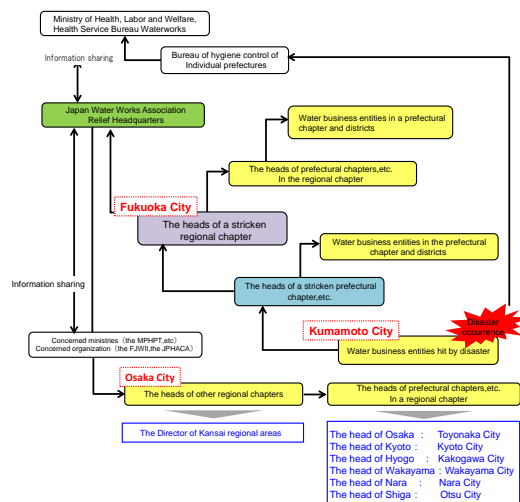 Ministry of Health, Labor and Welfare,
Health Service Bureau Waterworks
Bureau of hygiene control of
Individual prefectures
Information sharing
Japan Water Works Association
Relief Headquarters
Water business entities in a prefectural
chapter and districts
The heads of prefectural chapters,etc.
In the regional chapter
Fukuoka City
The heads of a stricken
regional chapter
Water business entities in the prefectural
chapter and districts
Information sharing
The heads of a stricken prefectural
chapter,etc.
Disaster
occurrence
Kumamoto City
Concerned ministries（the MPHPT,etc）
Concerned organization（the FJWII,the JPHACA）
Water business entities hit by disaster
Osaka City
The heads of other regional chapters
The heads of prefectural chapters,etc.
In a regional chapter
The Director of Kansai regional areas
The head of Osaka : Toyonaka City
The head of Kyoto : Kyoto City
The head of Hyogo : Kakogawa City
The head of Wakayama : Wakayama City
The head of Nara : Nara City
The head of Shiga : Otsu City